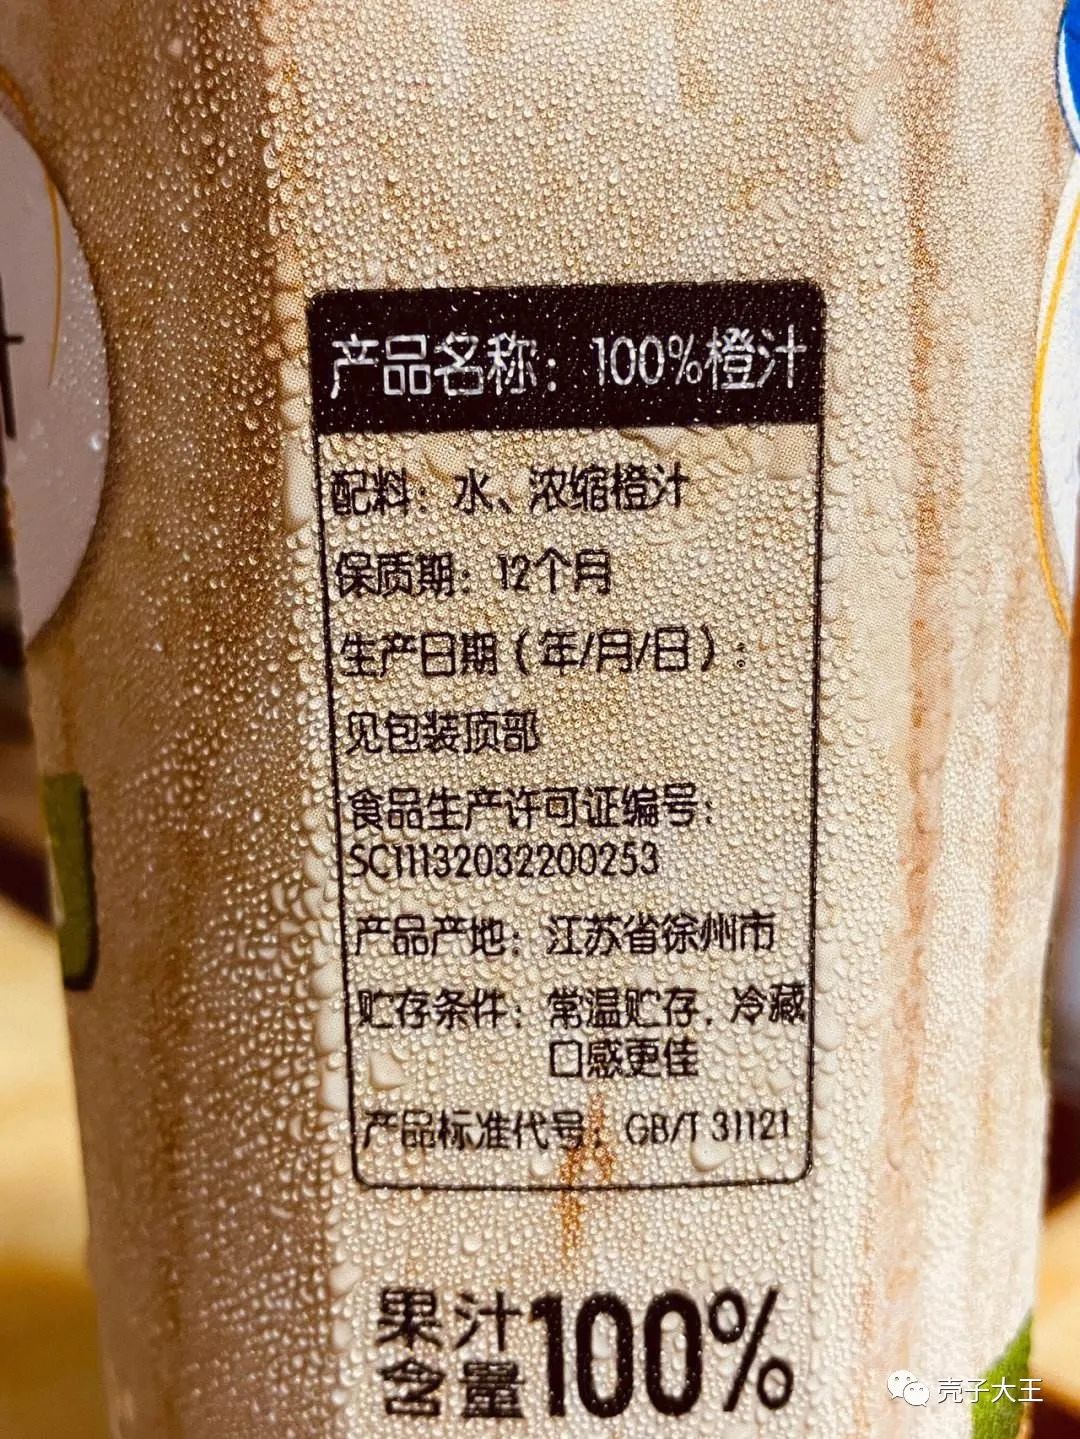 产品名称：100%橙汁
配料：水、浓缩橙汁
保质期：12个月
生产日期（年/月/日）：
见包装顶部
食品生产许可证编号：
SC11132032200253
产品产地：江苏省徐州市
贮存条件：常温贮存，冷藏
口感更佳
产品标准代号：GB/T 31121
果汁
含量100%
壳子大王